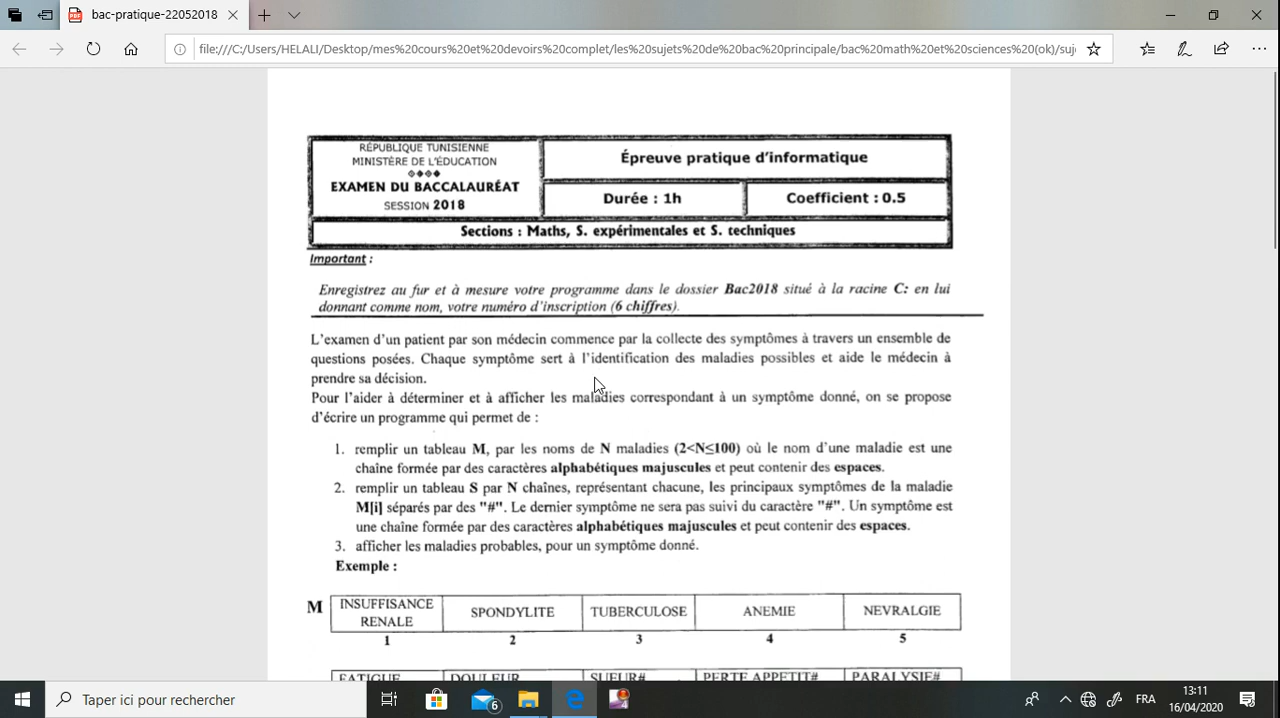 bac-pratique-22052018
file:///C:/Users/HELALI/Desktop/mes%20cours%20et%20devoirs%20complet/les%20sujets%20de%20bac%20principale/bac%20math%20et%20sciences%20(ok)/suj
RÉPUBLIQUE TUNISIENNE
MINISTÈRE DE L'ÉDUCATION
EXAMEN DU BACCALAURÉAT
SESSION 2018
Épreuve pratique d'informatique
Durée : 1h
Coefficient : 0.5
Sections : Maths, S. expérimentales et S. techniques
Important :
Enregistrez au fur et à mesure votre programme dans le dossier Bac2018 situé à la racine C: en lui
donnant comme nom, votre numéro d'inscription (6 chiffres).
L'examen d'un patient par son médecin commence par la collecte des symptômes à travers un ensemble de
questions posées. Chaque symptôme sert à l'identification des maladies possibles et aide le médecin à
prendre sa décision.
Pour l'aider à déterminer et à afficher les maladies correspondant à un symptôme donné, on se propose
d'écrire un programme qui permet de :
1. remplir un tableau M, par les noms de N maladies (2<N≤100) où le nom d'une maladie est une
chaîne formée par des caractères alphabétiques majuscules et peut contenir des espaces.
2. remplir un tableau S par N chaînes, représentant chacune, les principaux symptômes de la maladie
M[i] séparés par des "#". Le dernier symptôme ne sera pas suivi du caractère "#". Un symptôme est
une chaîne formée par des caractères alphabétiques majuscules et peut contenir des espaces.
3. afficher les maladies probables, pour un symptôme donné.
Exemple :
M INSUFFISANCE RENALE SPONDYLITE TUBERCULOSE ANEMIE NEVRALGIE
1 2 3 4 5
FATIGUE DOULEUR SUEUR# PERTE APPETIT# PARALYSIE#
Taper ici pour rechercher
6
FRA
13:11
16/04/2020